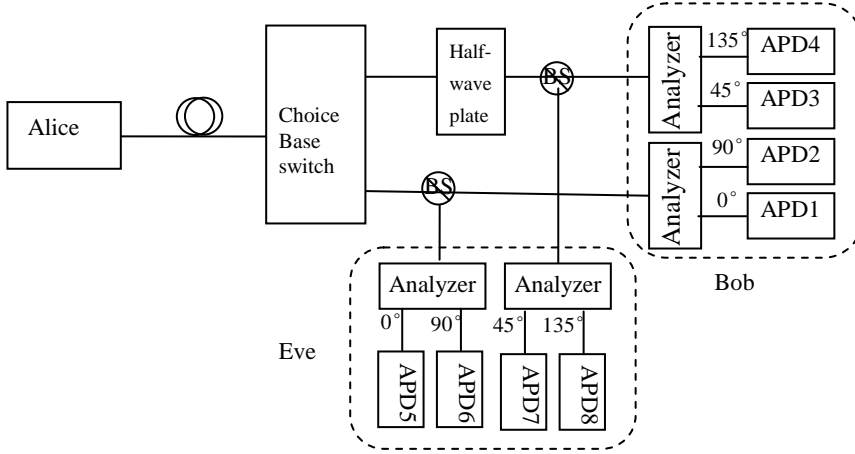 Alice
Choice
Base
switch
Half-
wave
plate
BS
BS
Analyzer
135°
APD4
45°
APD3
Analyzer
90°
APD2
0°
APD1
Bob
Analyzer
Analyzer
0°
90°
45°
135°
APD5
APD6
APD7
APD8
Eve